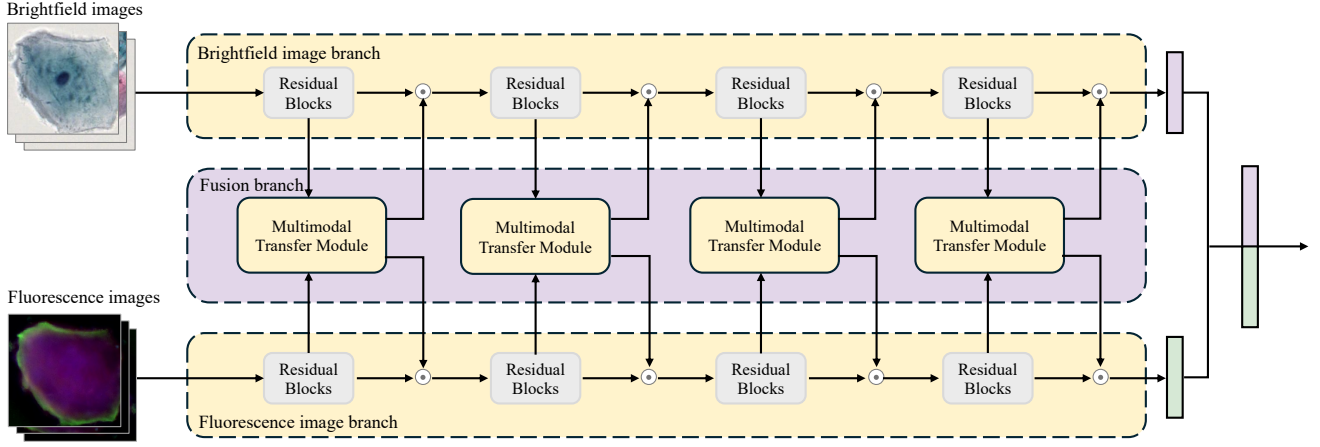 Brightfield images
Brightfield image branch
Residual
Blocks
Residual
Blocks
Residual
Blocks
Residual
Blocks
Fusion branch
Multimodal
Transfer Module
Multimodal
Transfer Module
Multimodal
Transfer Module
Multimodal
Transfer Module
Fluorescence images
Residual
Blocks
Residual
Blocks
Residual
Blocks
Residual
Blocks
Fluorescence image branch